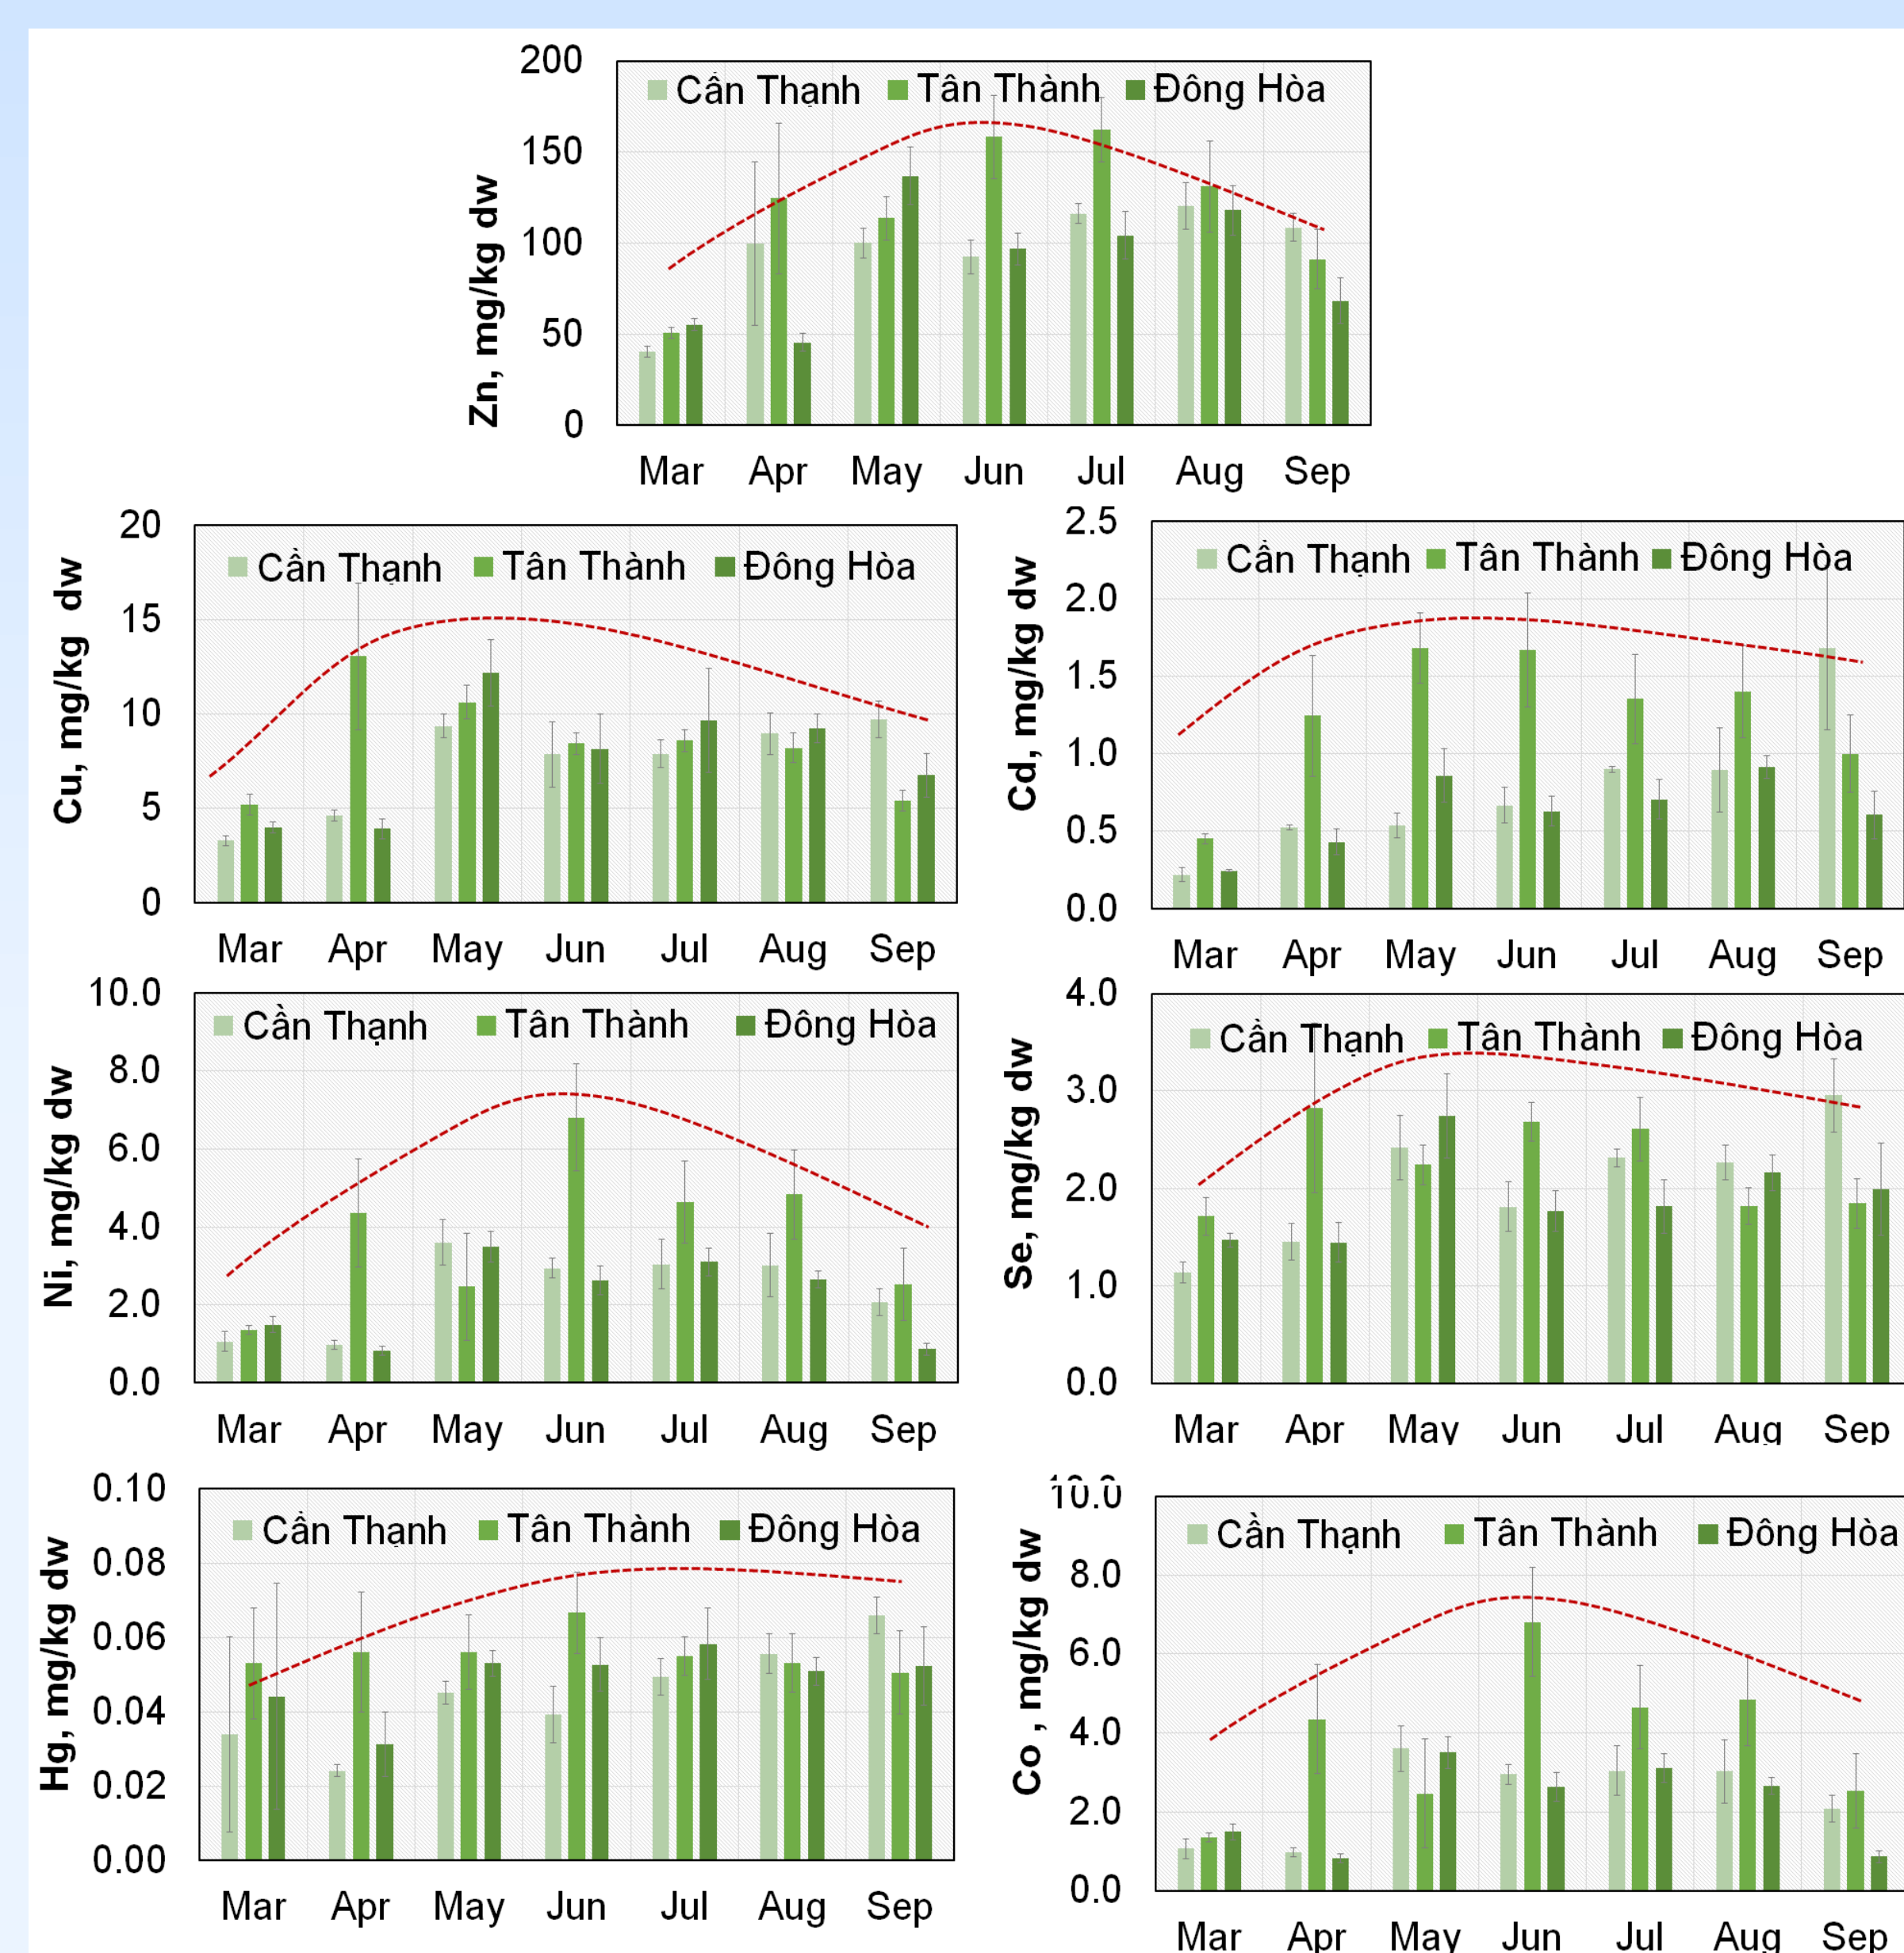 200
Cần Thạnh Tân Thành Đông Hòa
150
100
50
0
Zn, mg/kg dw
Mar Apr May Jun Jul Aug Sep
20
Cần Thạnh Tân Thành Đông Hòa
15
10
5
0
Cu, mg/kg dw
Mar Apr May Jun Jul Aug Sep
2.5
Cần Thạnh Tân Thành Đông Hòa
2.0
1.5
1.0
0.5
0.0
Cd, mg/kg dw
Mar Apr May Jun Jul Aug Sep
10.0
Cần Thạnh Tân Thành Đông Hòa
8.0
6.0
4.0
2.0
0.0
Ni, mg/kg dw
Mar Apr May Jun Jul Aug Sep
4.0
Cần Thạnh Tân Thành Đông Hòa
3.0
2.0
1.0
0.0
Se, mg/kg dw
Mar Apr May Jun Jul Aug Sep
0.10
Cần Thạnh Tân Thành Đông Hòa
0.08
0.06
0.04
0.02
0.00
Hg, mg/kg dw
Mar Apr May Jun Jul Aug Sep
10.0
Cần Thạnh Tân Thành Đông Hòa
8.0
6.0
4.0
2.0
0.0
Co , mg/kg dw
Mar Apr May Jun Jul Aug Sep